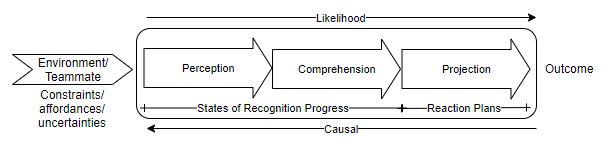 Likelihood
Environment/
Teammate
Constraints/
affordances/
uncertainties
Perception
Comprehension
Projection
Outcome
States of Recognition Progress
Reaction Plans
Causal